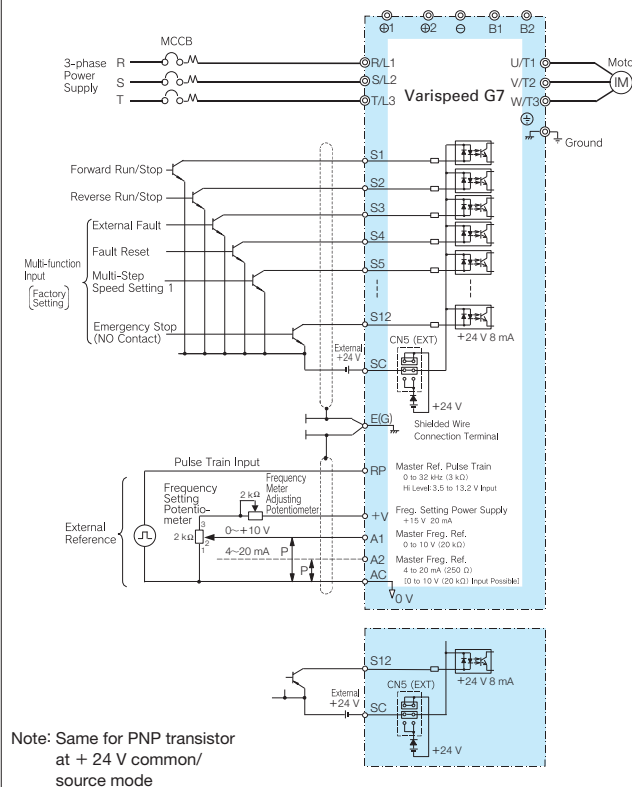 ⊕1 ⊕2 ⊖ B1 B2
MCCB
3-phase
Power
Supply
R
S
T
R/L1
S/L2
T/L3
Varispeed G7
U/T1
V/T2
W/T3
Moto
IM
Ground
Forward Run/Stop
Reverse Run/Stop
External Fault
Fault Reset
Multi-Step
Speed Setting 1
Emergency Stop
(NO Contact)
Multi-function
Input
Factory
Setting
S1
S2
S3
S4
S5
S12
+24 V 8 mA
CN5 (EXT)
External
+24 V
SC
+24 V
E(G)
Shielded Wire
Connection Terminal
Pulse Train Input
RP
Master Ref. Pulse Train
0 to 32 kHz (3 kΩ)
Hi Level: 3.5 to 13.2 V Input
Frequency
Setting
Potentio-
meter
Frequency
Meter
Adjusting
Potentiometer
2 kΩ
+V
Freg. Setting Power Supply
+15 V 20 mA
External
Reference
2 kΩ
3
2
1
0~+10 V
P
A1
Master Freg. Ref.
0 to 10 V (20 kΩ)
4~20 mA
P
A2
Master Freg. Ref.
4 to 20 mA (250 Ω)
[0 to 10 V (20 kΩ) Input Possible]
AC
0 V
S12
+24 V 8 mA
CN5 (EXT)
External
+24 V
SC
+24 V
Note: Same for PNP transistor
at + 24 V common/
source mode